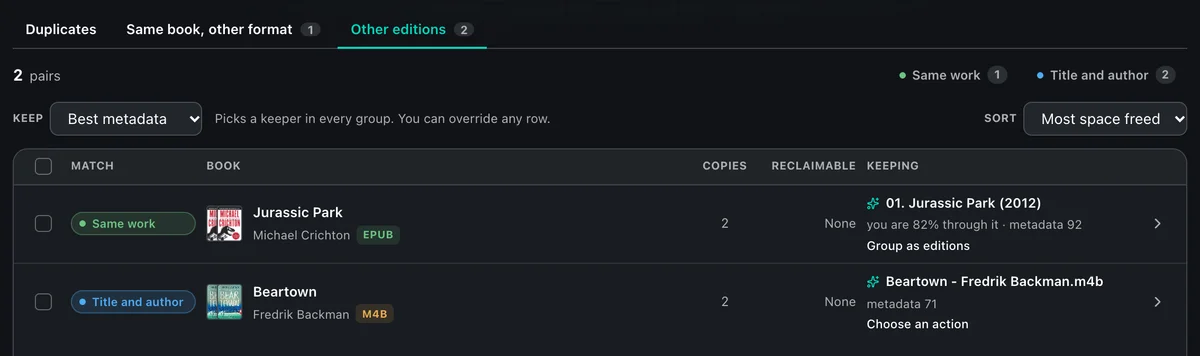 Duplicates Same book, other format 1 Other editions 2
2 pairs Same work 1 Title and author 2
KEEP Best metadata Picks a keeper in every group. You can override any row. SORT Most space freed
MATCH BOOK COPIES RECLAIMABLE KEEPING
Same work Jurassic Park 2 None 01. Jurassic Park (2012)
Michael Crichton EPUB you are 82% through it · metadata 92
Group as editions
Title and author Beartown 2 None Beartown - Fredrik Backman.m4b
Fredrik Backman M4B metadata 71
Choose an action